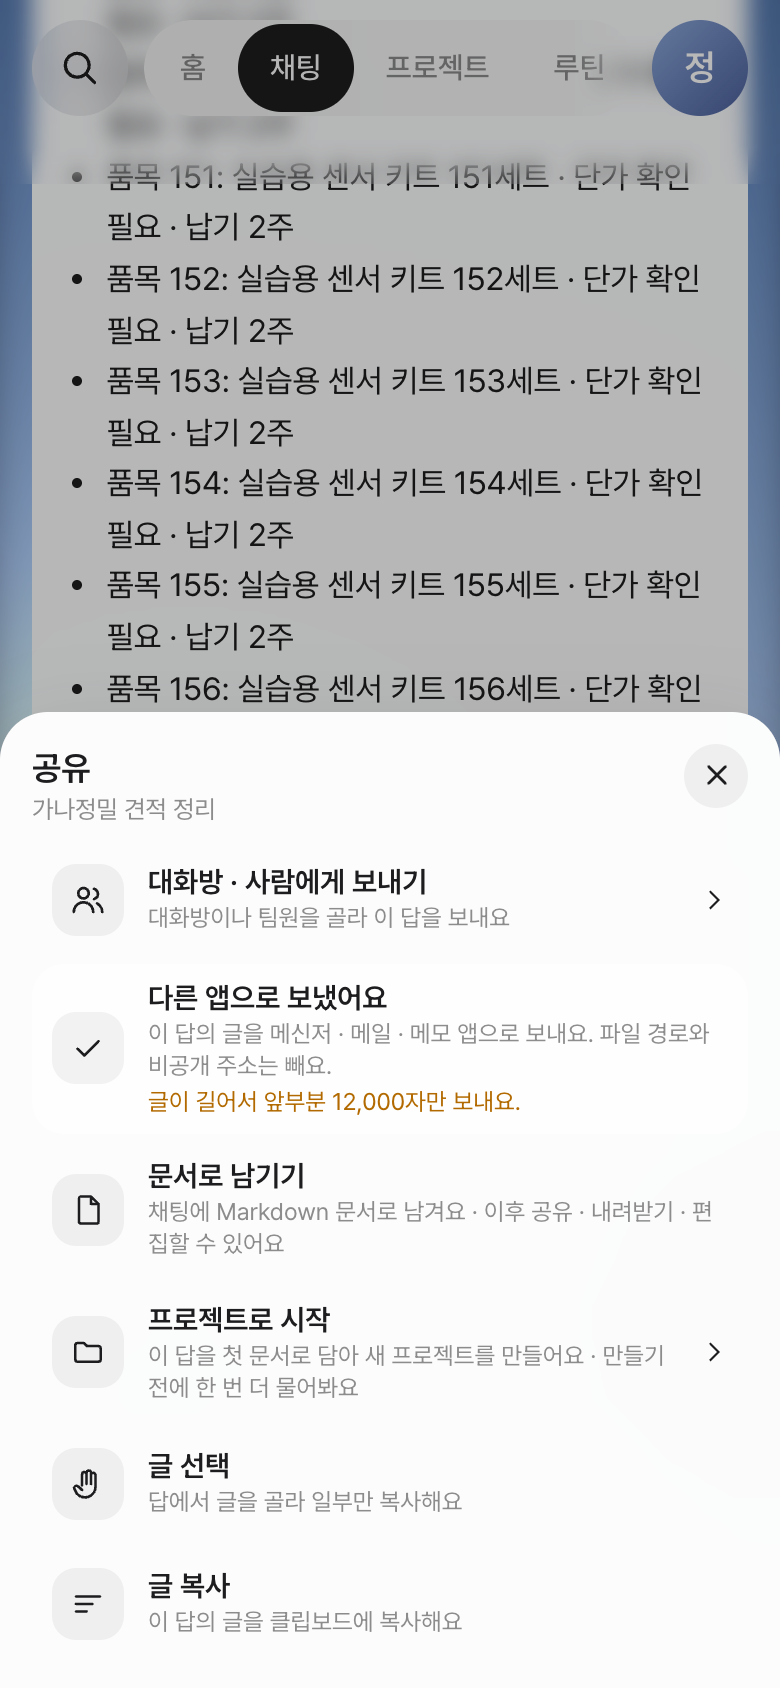 홈
채팅
프로젝트
루틴
정
• 품목 151: 실습용 센서 키트 151세트 · 단가 확인
필요 · 납기 2주
• 품목 152: 실습용 센서 키트 152세트 · 단가 확인
필요 · 납기 2주
• 품목 153: 실습용 센서 키트 153세트 · 단가 확인
필요 · 납기 2주
• 품목 154: 실습용 센서 키트 154세트 · 단가 확인
필요 · 납기 2주
• 품목 155: 실습용 센서 키트 155세트 · 단가 확인
필요 · 납기 2주
• 품목 156: 실습용 센서 키트 156세트 · 단가 확인
공유
가나정밀 견적 정리
대화방 · 사람에게 보내기
대화방이나 팀원을 골라 이 답을 보내요
다른 앱으로 보냈어요
이 답의 글을 메신저 · 메일 · 메모 앱으로 보내요. 파일 경로와
비공개 주소는 빼요.
글이 길어서 앞부분 12,000자만 보내요.
문서로 남기기
채팅에 Markdown 문서로 남겨요 · 이후 공유 · 내려받기 · 편
집할 수 있어요
프로젝트로 시작
이 답을 첫 문서로 담아 새 프로젝트를 만들어요 · 만들기
전에 한 번 더 물어봐요
글 선택
답에서 글을 골라 일부만 복사해요
글 복사
이 답의 글을 클립보드에 복사해요